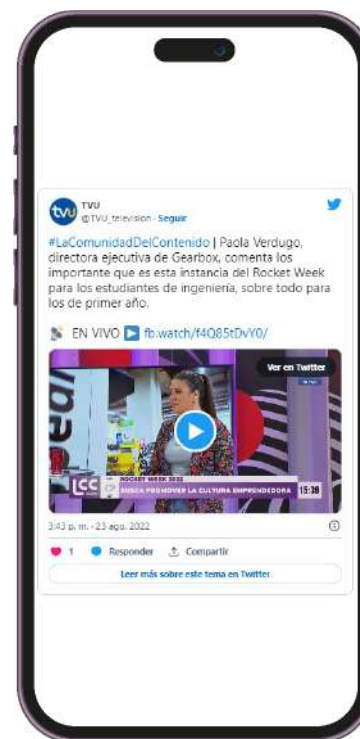 tvu TVU
@TVU_television · Seguir
#LaComunidadDelContenido | Paola Verdugo,
directora ejecutiva de Gearbox, comenta los
importante que es esta instancia del Rocket Week
para los estudiantes de ingeniería, sobre todo para
los de primer año.
EN VIVO fb.watch/f4Q85tDvY0/
Ver en Twitter
LCC
ROCKET WEEK 2022
BUSCA PROMOVER LA CULTURA EMPRENDEDORA
15:38
3:43 p. m. · 23 ago. 2022
1 Responder Compartir
Leer más sobre este tema en Twitter